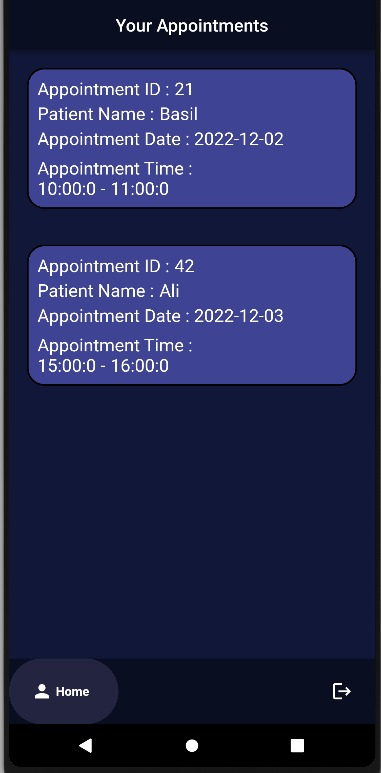 Your Appointments
Appointment ID : 21
Patient Name : Basil
Appointment Date : 2022-12-02
Appointment Time :
10:00:0 - 11:00:0
Appointment ID : 42
Patient Name : Ali
Appointment Date : 2022-12-03
Appointment Time :
15:00:0 - 16:00:0
Home